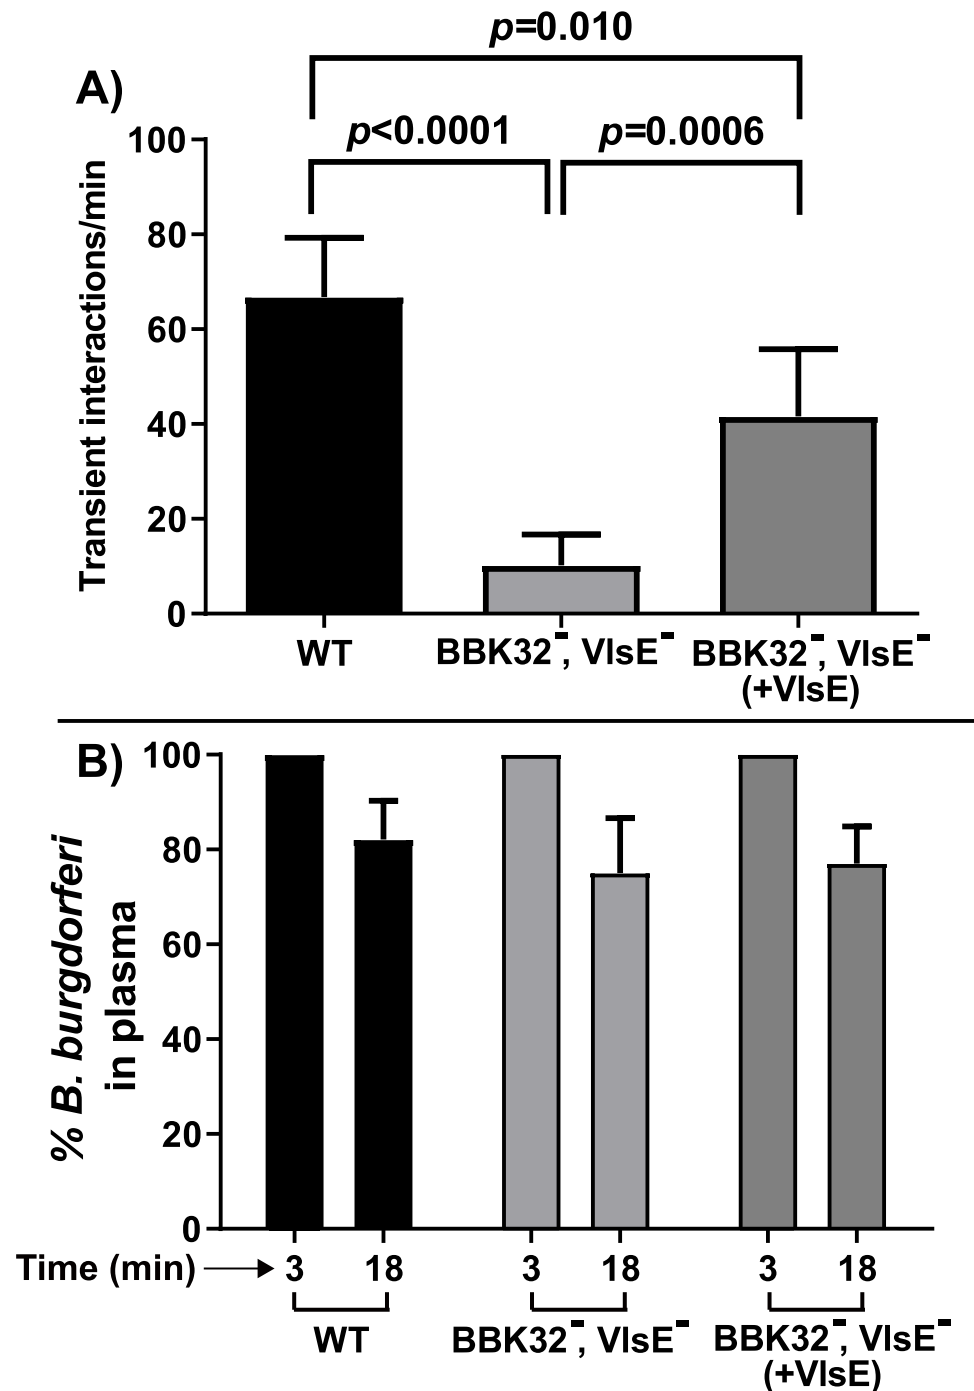 p=0.010
A)
p<0.0001 p=0.0006
Transient interactions/min
100
80
60
40
20
0
WT BBK32⁻, VlsE⁻ BBK32⁻, VlsE⁻
(+VlsE)
B)
% B. burgdorferi
in plasma
100
80
60
40
20
0
Time (min) 3 18 3 18 3 18
WT BBK32⁻, VlsE⁻ BBK32⁻, VlsE⁻
(+VlsE)